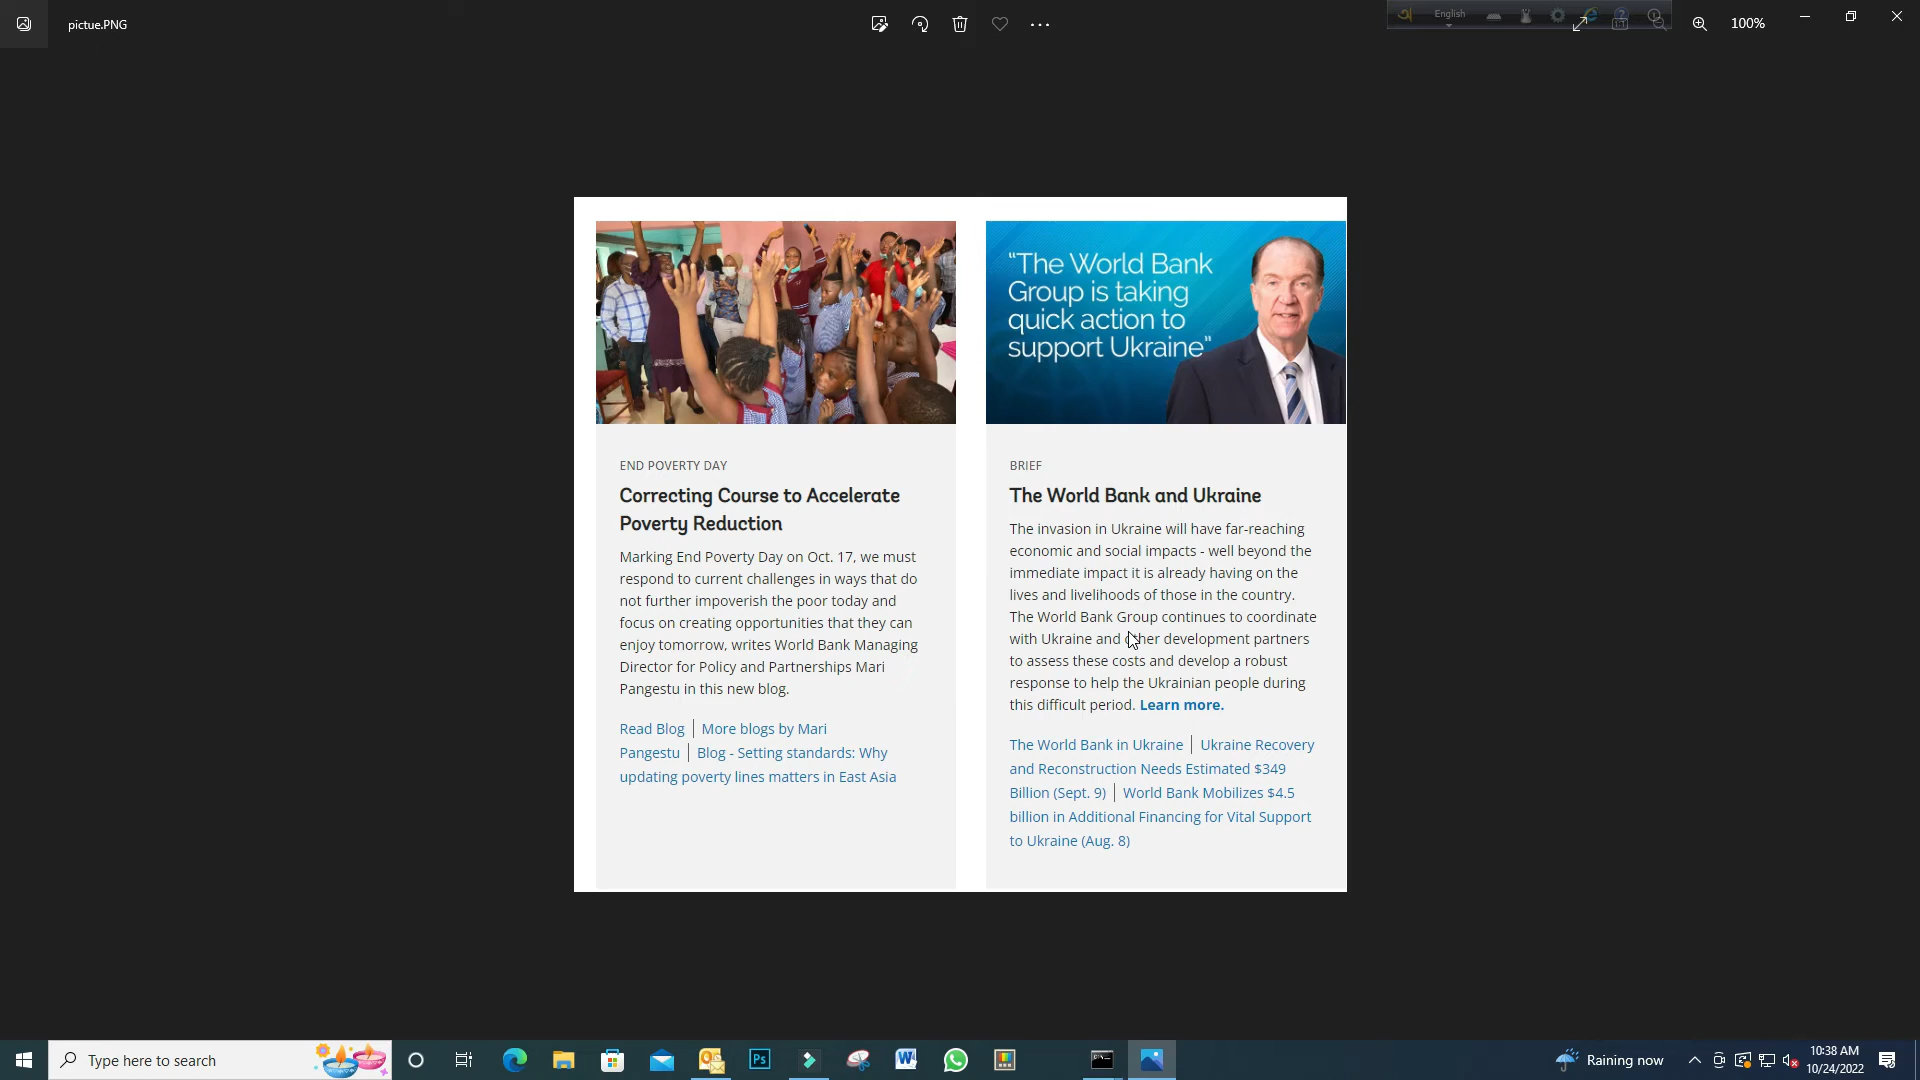 pictue.PNG
অ
English
100%
“The World Bank
Group is taking
quick action to
support Ukraine”
END POVERTY DAY
Correcting Course to Accelerate
Poverty Reduction
Marking End Poverty Day on Oct. 17, we must
respond to current challenges in ways that do
not further impoverish the poor today and
focus on creating opportunities that they can
enjoy tomorrow, writes World Bank Managing
Director for Policy and Partnerships Mari
Pangestu in this new blog.
Read Blog | More blogs by Mari
Pangestu | Blog - Setting standards: Why
updating poverty lines matters in East Asia
BRIEF
The World Bank and Ukraine
The invasion in Ukraine will have far-reaching
economic and social impacts - well beyond the
immediate impact it is already having on the
lives and livelihoods of those in the country.
The World Bank Group continues to coordinate
with Ukraine and other development partners
to assess these costs and develop a robust
response to help the Ukrainian people during
this difficult period. Learn more.
The World Bank in Ukraine | Ukraine Recovery
and Reconstruction Needs Estimated $349
Billion (Sept. 9) | World Bank Mobilizes $4.5
billion in Additional Financing for Vital Support
to Ukraine (Aug. 8)
Type here to search
Ps
W
Raining now
10:38 AM
10/24/2022